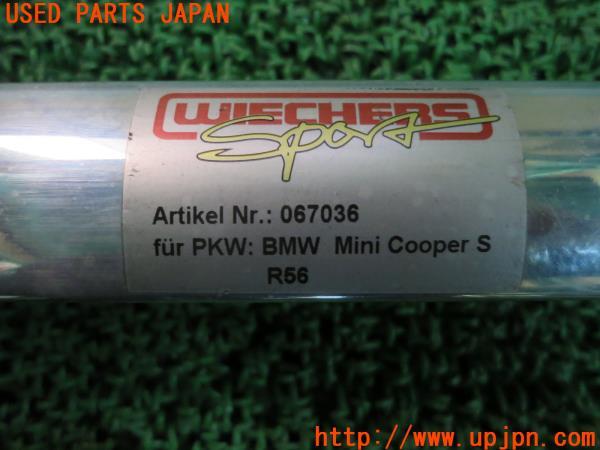 USED PARTS JAPAN
WIECHERS
Sport
Artikel Nr.: 067036
für PKW: BMW Mini Cooper S
R56
http://www.upjpn.com